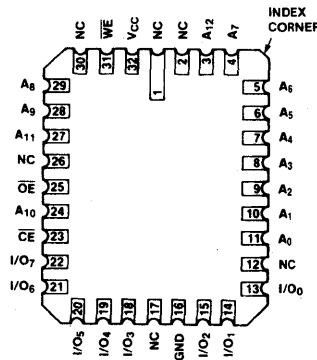 INDEX
CORNER
NC
W̅E̅
VCC
NC
NC
A12
A7
30
31
32
1
2
3
4
A8 29
5 A6
A9 28
6 A5
A11 27
7 A4
NC 26
8 A3
O̅E̅ 25
9 A2
A10 24
10 A1
C̅E̅ 23
11 A0
I/O7 22
12 NC
I/O6 21
13 I/O0
20 19 18 17 16 15 14
I/O5
I/O4
I/O3
NC
GND
I/O2
I/O1